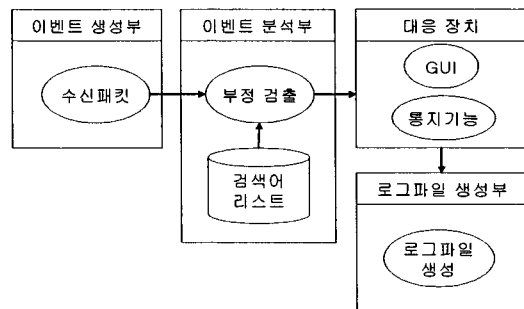 이벤트 생성부
수신패킷
이벤트 분석부
부정 검출
검색어
리스트
대응 장치
GUI
통지기능
로그파일 생성부
로그파일
생성